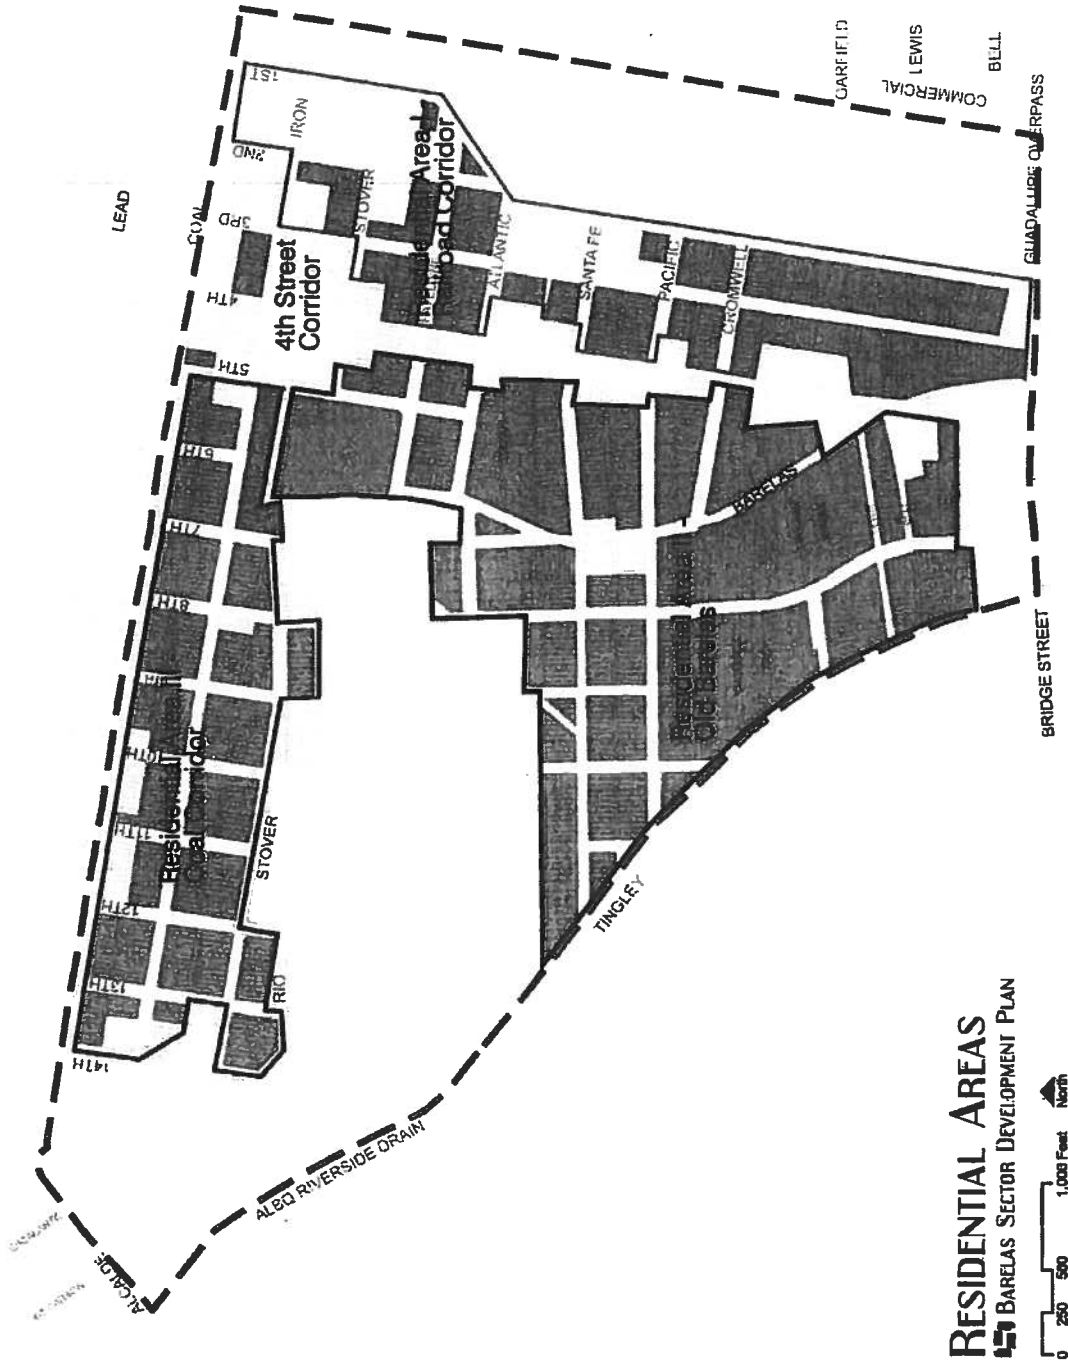 LEAD
COAL
1ST
2ND
3RD
4TH
5TH
6TH
7TH
8TH
9TH
10TH
11TH
12TH
13TH
14TH
IRON
STOVER
4th Street
Corridor
Area I
Corridor
ATLANTIC
SANTA FE
PACIFIC
CROMWELL
GARFIELD
LEWIS
COMMERCIAL
BELL
GUADALUPE OVERPASS
BARELAS
Residential Area
Old Barelas
Residential Area II
Coal Corridor
STOVER
RIO
TINGLEY
BRIDGE STREET
ALBQ RIVERSIDE DRAIN
ALCALDE
RESIDENTIAL AREAS
BARELAS SECTOR DEVELOPMENT PLAN
0 250 500 1,000 Feet
North